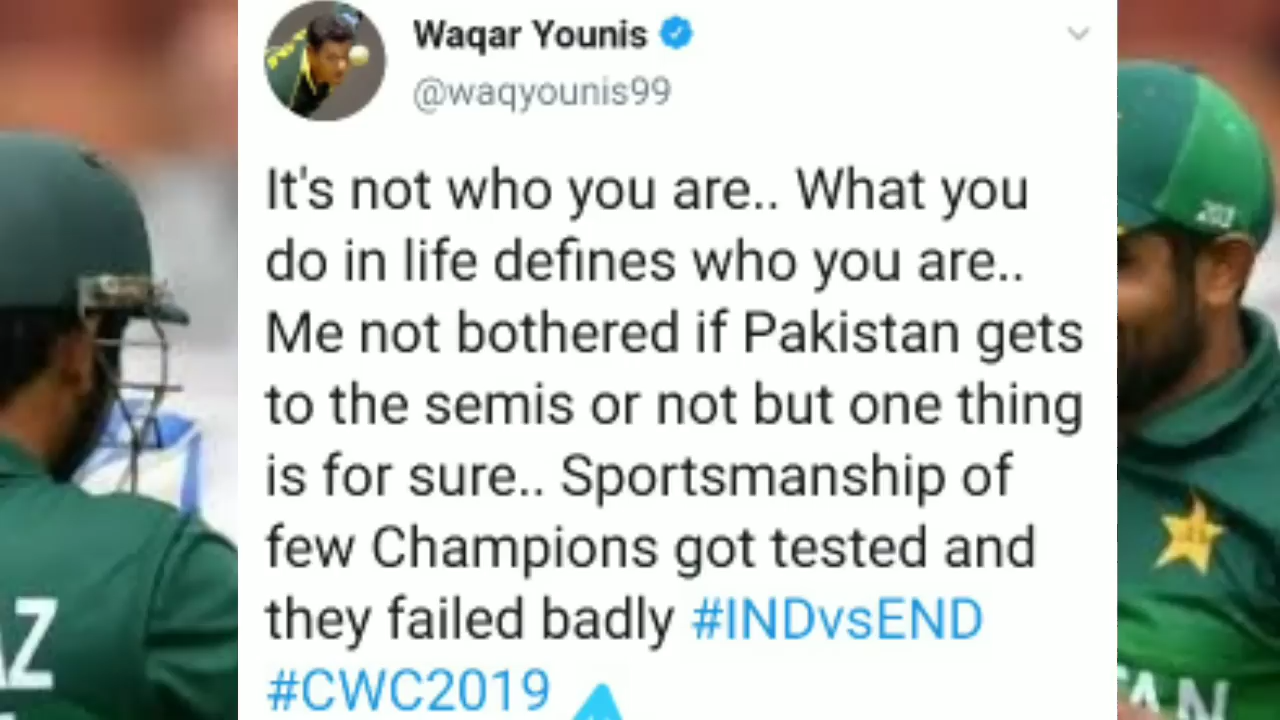 Waqar Younis
@waqyounis99
It's not who you are.. What you
do in life defines who you are..
Me not bothered if Pakistan gets
to the semis or not but one thing
is for sure.. Sportsmanship of
few Champions got tested and
they failed badly #INDvsEND
#CWC2019
AZ